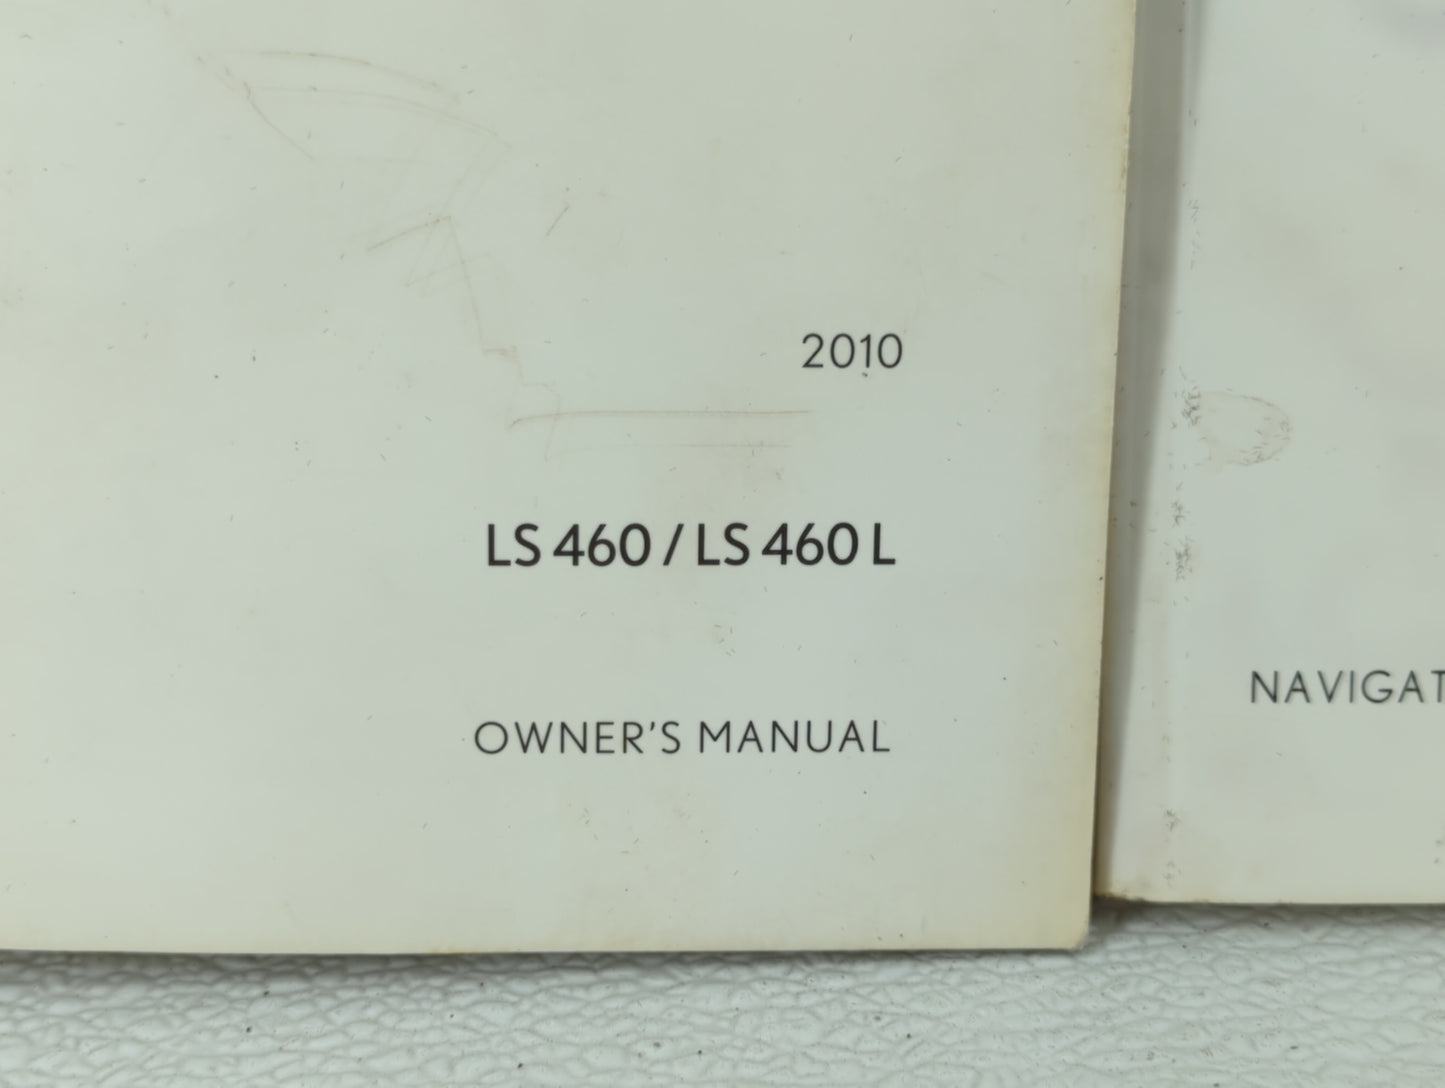 2010
LS 460 / LS 460 L
OWNER'S MANUAL
NAVIGAT